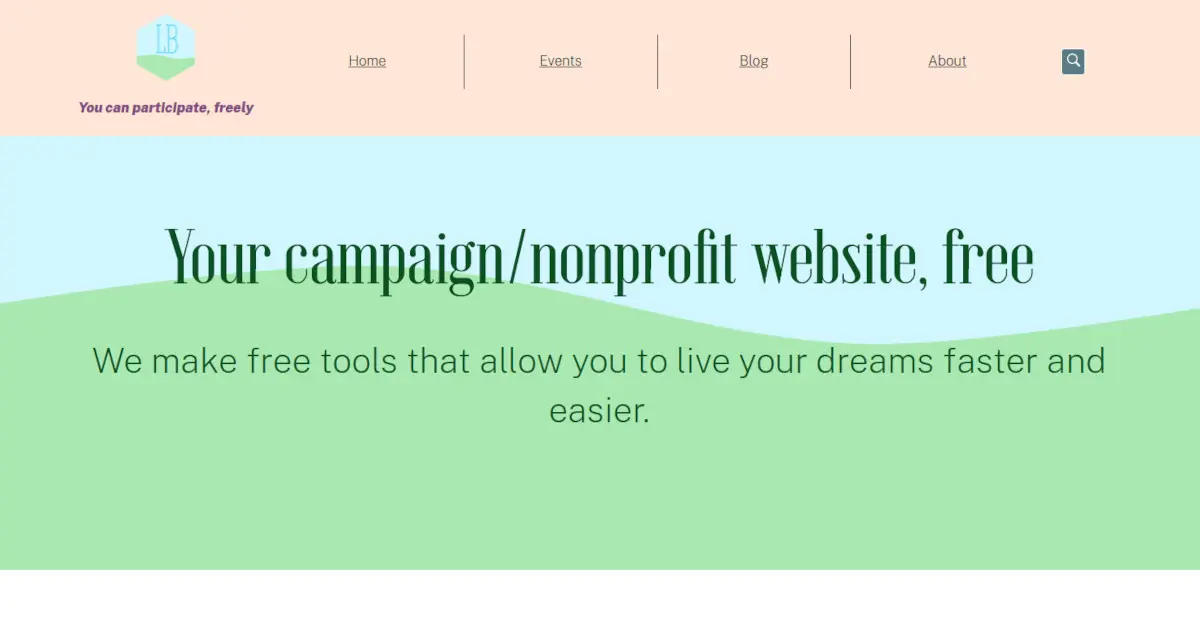 LB
You can participate, freely
Home
Events
Blog
About
Your campaign/nonprofit website, free
We make free tools that allow you to live your dreams faster and
easier.